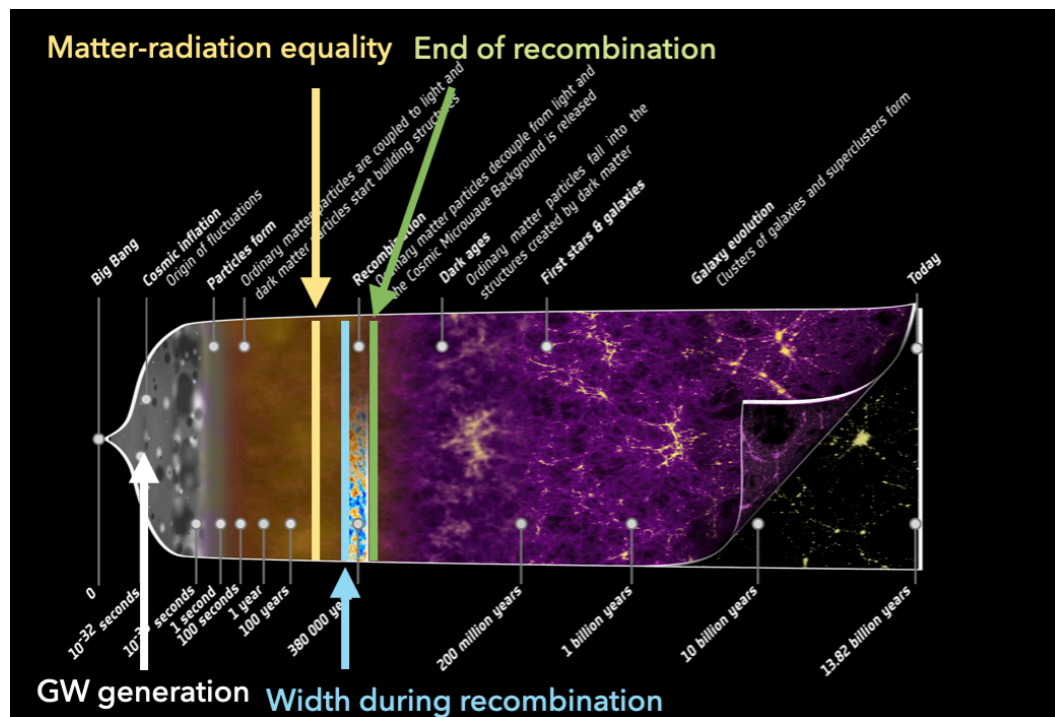 Matter-radiation equality
End of recombination
Big Bang
Cosmic inflation
Origin of fluctuations
Particles form
Ordinary matter particles are coupled to light and
dark matter particles start building structures
Recombination
Ordinary matter particles decouple from light and
the Cosmic Microwave Background is released
Dark ages
Ordinary matter particles fall into the
structures created by dark matter
First stars & galaxies
Galaxy evolution
Clusters of galaxies and superclusters form
Today
0
10-32 seconds
seconds
1 second
100 seconds
1 year
100 years
380 000
200 million years
1 billion years
10 billion years
13.82 billion years
GW generation
Width during recombination